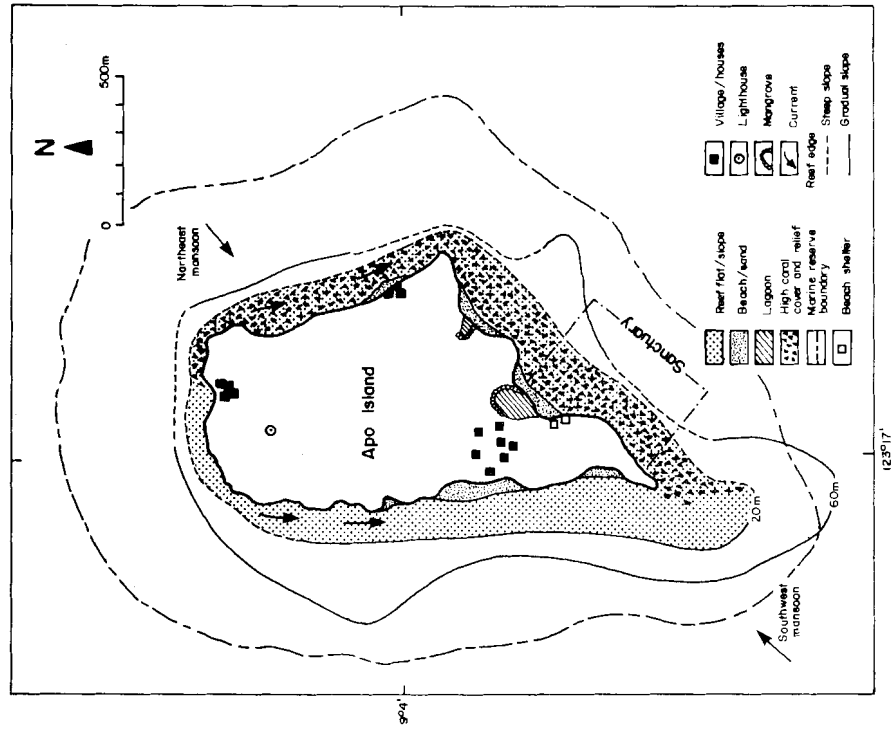 N
0 500m
Northeast
mansoon
Apo Island
Sanctuary
20m
60m
Southwest
mansoon
9°4'
123°17'
Reef flat/slope
Beach/sand
Lagoon
High coral
cover and relief
Marine reserve
boundary
Beach shelter
Village/houses
Lighthouse
Mangrove
Current
Reef edge
Steep slope
Gradual slope